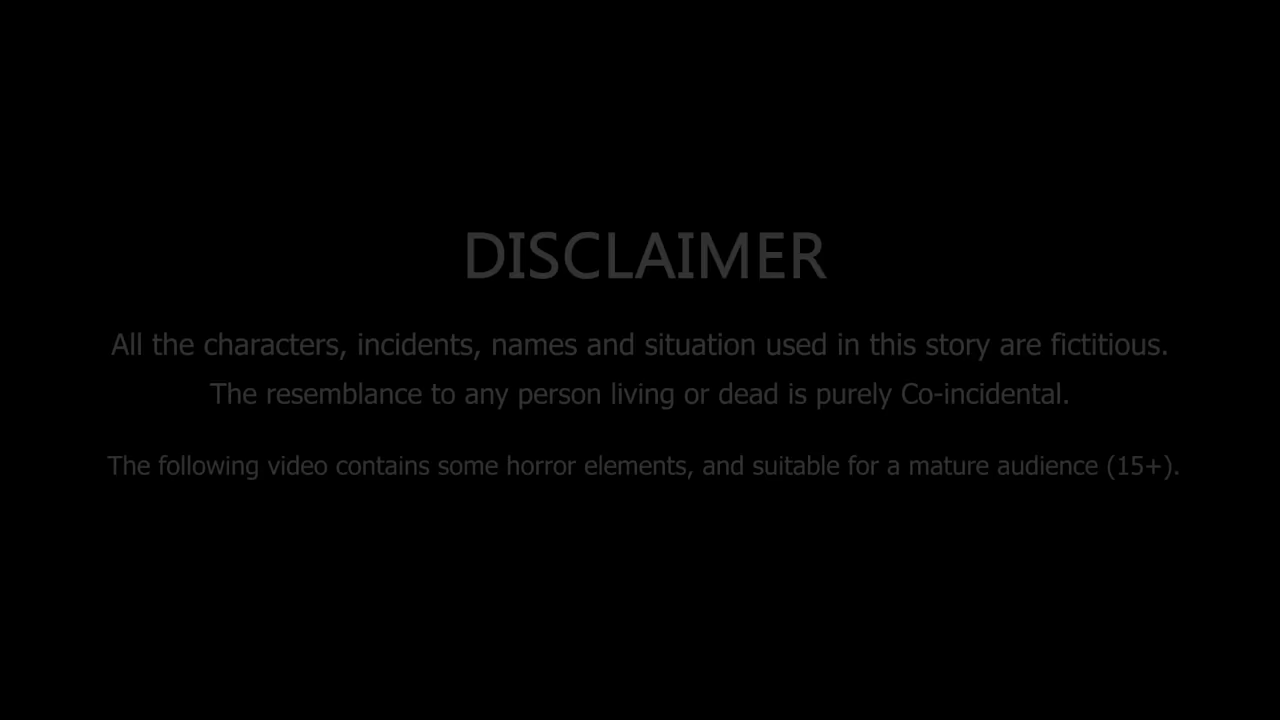 DISCLAIMER
All the characters, incidents, names and situation used in this story are fictitious.
The resemblance to any person living or dead is purely Co-incidental.
The following video contains some horror elements, and suitable for a mature audience (15+).